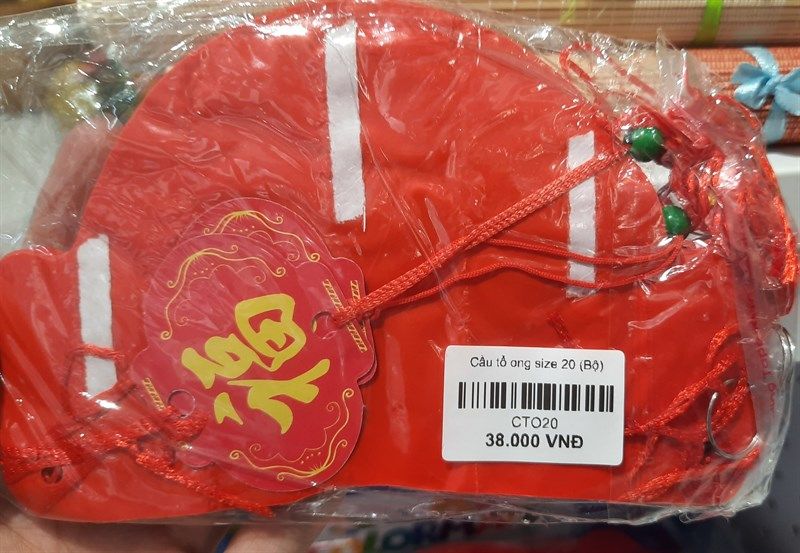 福
Cầu tổ ong size 20 (Bộ)
CTO20
38.000 VNĐ